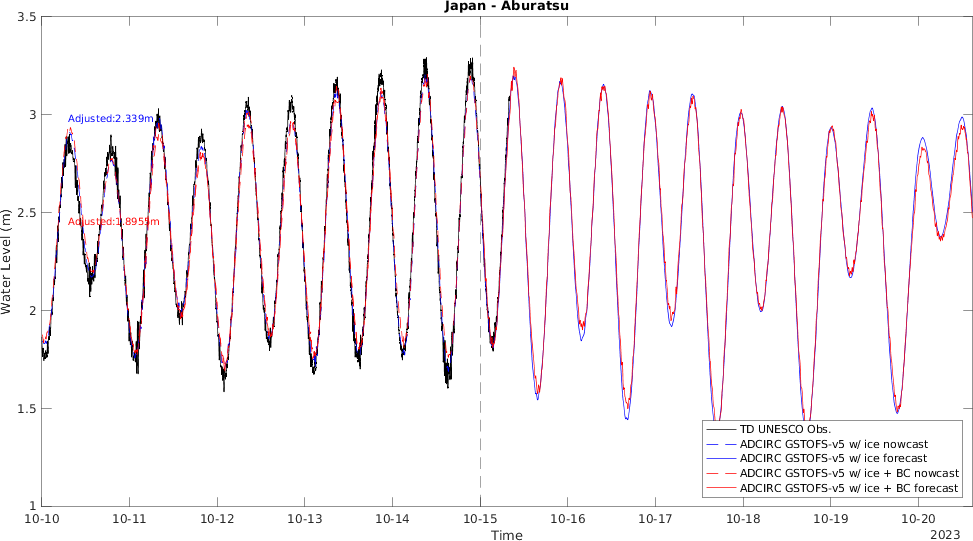 Japan - Aburatsu
3.5
3
2.5
2
1.5
1
Water Level (m)
Adjusted:2.339m
Adjusted:1.8955m
TD UNESCO Obs.
ADCIRC GSTOFS-v5 w/ ice nowcast
ADCIRC GSTOFS-v5 w/ ice forecast
ADCIRC GSTOFS-v5 w/ ice + BC nowcast
ADCIRC GSTOFS-v5 w/ ice + BC forecast
10-10 10-11 10-12 10-13 10-14 10-15 10-16 10-17 10-18 10-19 10-20
Time
2023